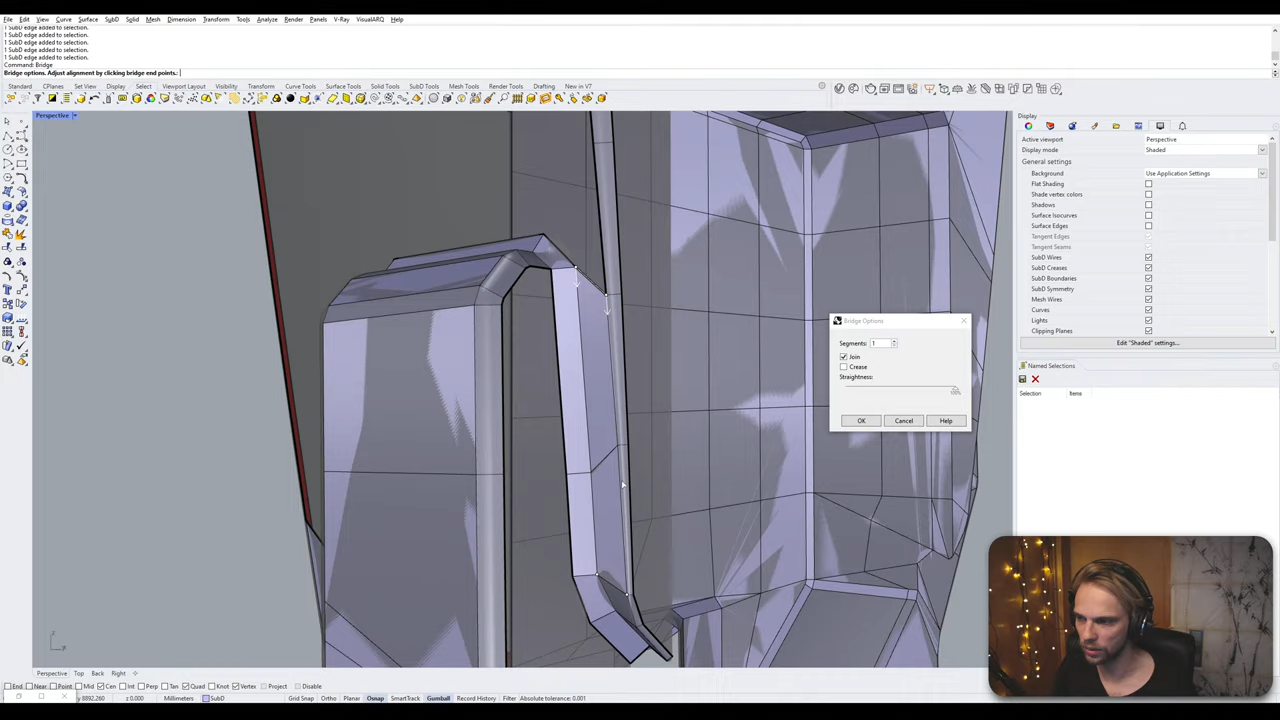 File Edit View Curve Surface SubD Solid Mesh Dimension Transform Tools Analyze Render Panels V-Ray VisualARQ Help
1 SubD edge added to selection.
1 SubD edge added to selection.
1 SubD edge added to selection.
1 SubD edge added to selection.
1 SubD edge added to selection.
Command: Bridge
Bridge options. Adjust alignment by clicking bridge end points.:
Standard CPlanes Set View Display Select Viewport Layout Visibility Transform Curve Tools Surface Tools Solid Tools SubD Tools Mesh Tools Render Tools Drafting New in V7
Perspective
Display
Active viewport Perspective
Display mode Shaded
General settings
Background Use Application Settings
Flat Shading
Shade vertex colors
Shadows
Surface Isocurves
Surface Edges
Tangent Edges
Tangent Seams
SubD Wires
SubD Creases
SubD Boundaries
SubD Symmetry
Mesh Wires
Curves
Lights
Clipping Planes
Edit "Shaded" settings...
Named Selections
Selection Items
Bridge Options
Segments: 1
Join
Crease
Straightness:
100%
OK Cancel Help
Perspective Top Back Right
End Near Point Mid Cen Int Perp Tan Quad Knot Vertex Project Disable
y 8892.260 z 0.000 Millimeters SubD Grid Snap Ortho Planar Osnap SmartTrack Gumball Record History Filter Absolute tolerance: 0.001